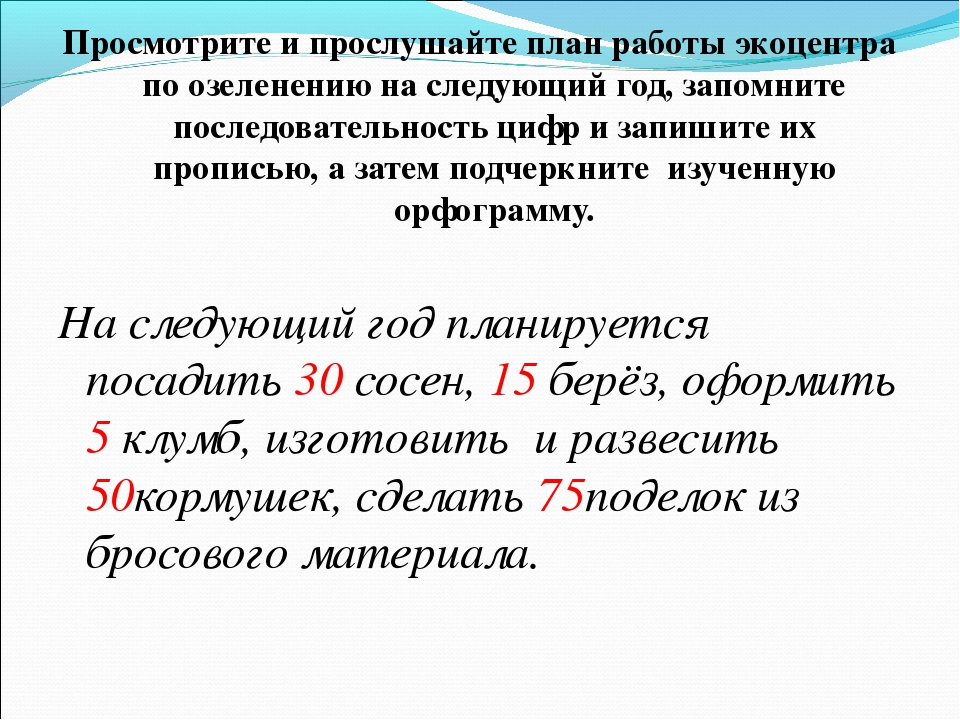 Просмотрите и прослушайте план работы экоцентра
по озеленению на следующий год, запомните
последовательность цифр и запишите их
прописью, а затем подчеркните изученную
орфограмму.
На следующий год планируется
посадить 30 сосен, 15 берёз, оформить
5 клумб, изготовить и развесить
50кормушек, сделать 75поделок из
бросового материала.